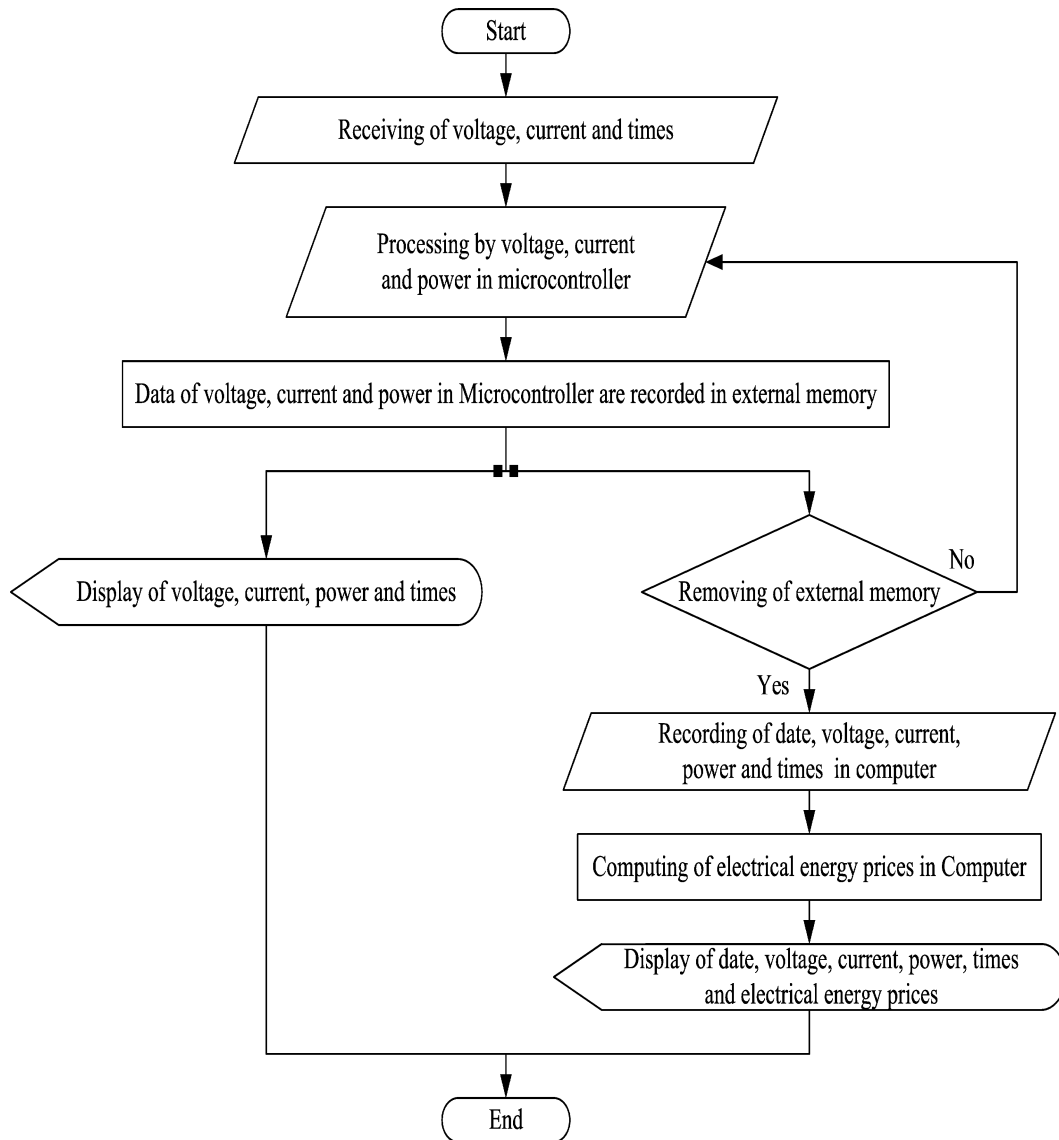 Start
Receiving of voltage, current and times
Processing by voltage, current
and power in microcontroller
Data of voltage, current and power in Microcontroller are recorded in external memory
Display of voltage, current, power and times
Removing of external memory
No
Yes
Recording of date, voltage, current,
power and times in computer
Computing of electrical energy prices in Computer
Display of date, voltage, current, power, times
and electrical energy prices
End